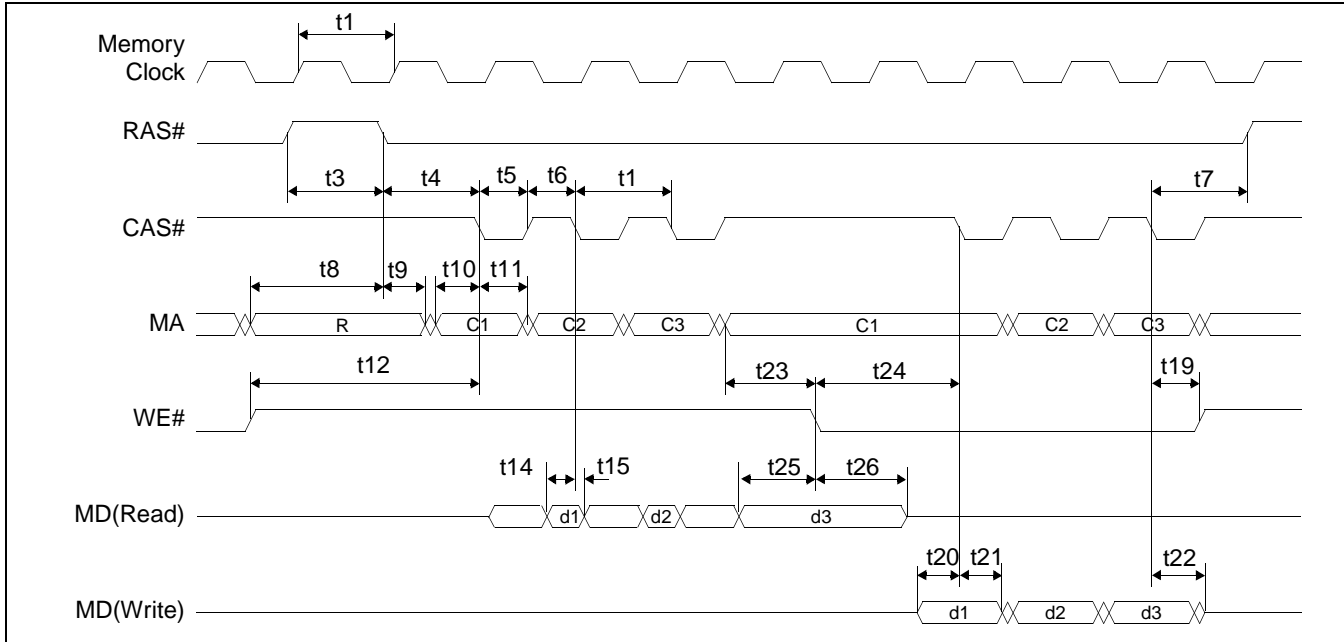 t1
Memory
Clock
RAS#
t3 t4 t5 t6 t1 t7
CAS#
t8 t9 t10 t11
MA R C1 C2 C3 C1 C2 C3
t12 t23 t24 t19
WE#
t14 t15 t25 t26
MD(Read) d1 d2 d3
t20 t21 t22
MD(Write) d1 d2 d3